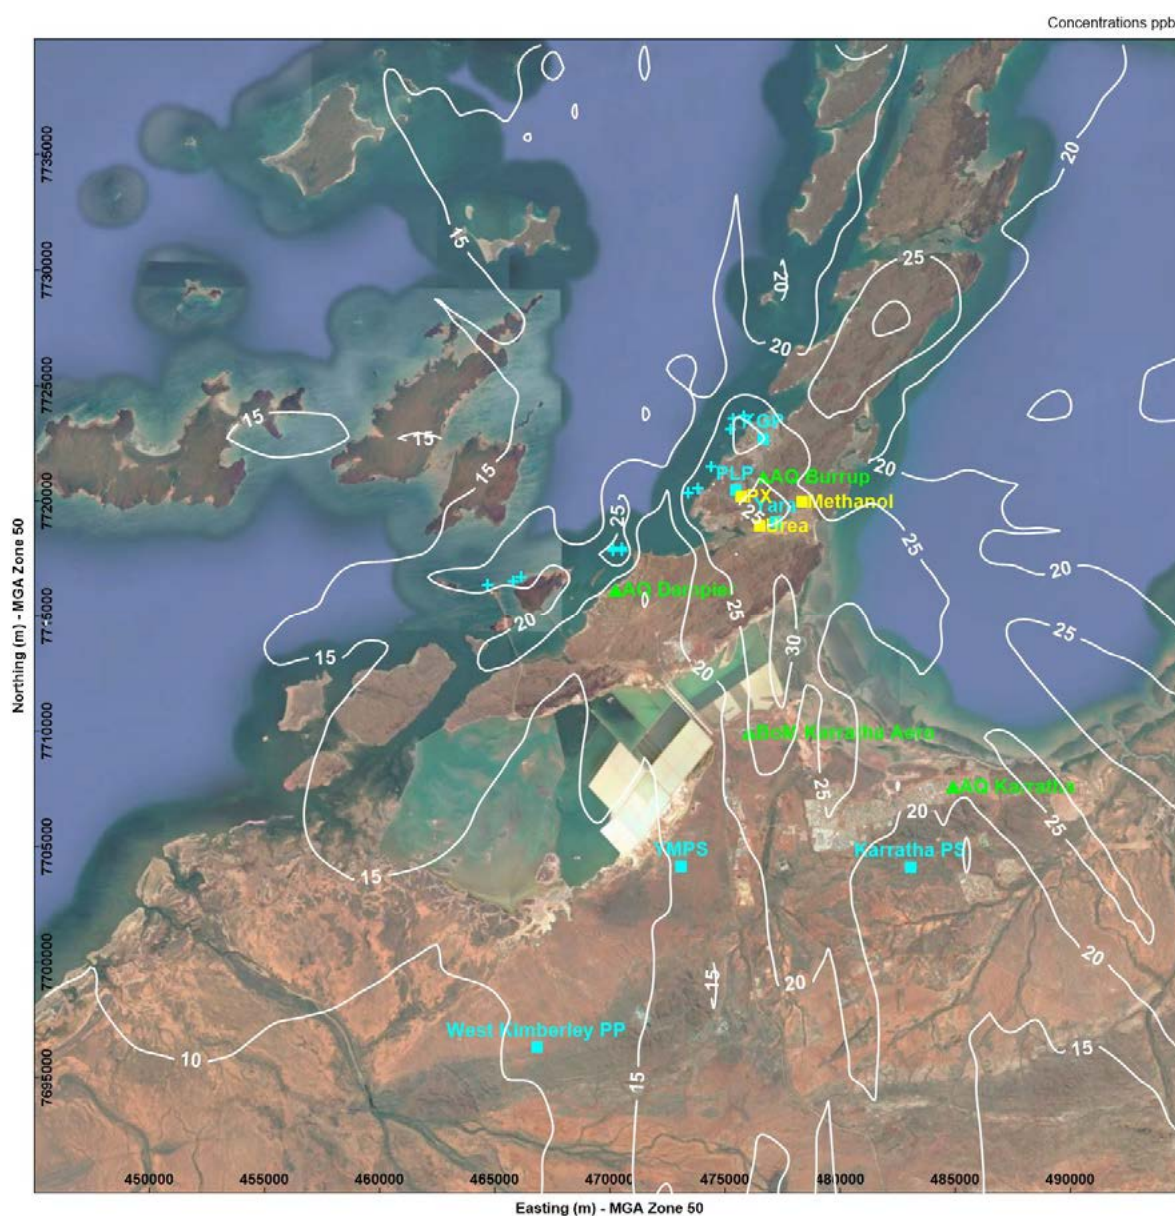 Concentrations ppb
7735000
7730000
7725000
7720000
7715000
7710000
7705000
7700000
7695000
Northing (m) - MGA Zone 50
20
15
25
20
20
15
15
15
KGP
20
PLP
AQ Burrup
PX
Methanol
Yara
25
Urea
25
25
20
AQ Dampier
20
25
30
25
15
20
BoM Karratha Aero
25
AQ Karratha
20
25
YMPS
Karratha PS
15
20
20
15
West Kimberley PP
10
15
15
450000 455000 460000 465000 470000 475000 480000 485000 490000
Easting (m) - MGA Zone 50